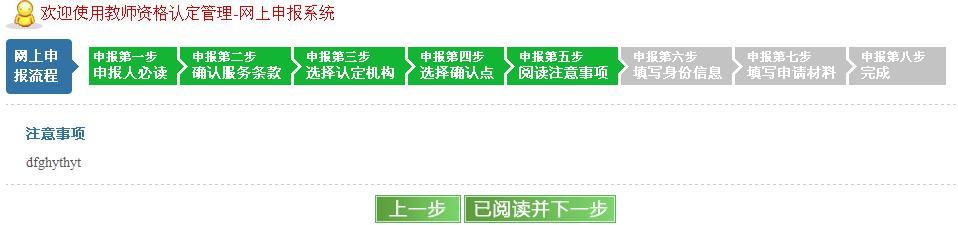 欢迎使用教师资格认定管理-网上申报系统
网上申
报流程
申报第一步
申报人必读
申报第二步
确认服务条款
申报第三步
选择认定机构
申报第四步
选择确认点
申报第五步
阅读注意事项
申报第六步
填写身份信息
申报第七步
填写申请材料
申报第八步
完成
注意事项
dfghythyt
上一步
已阅读并下一步